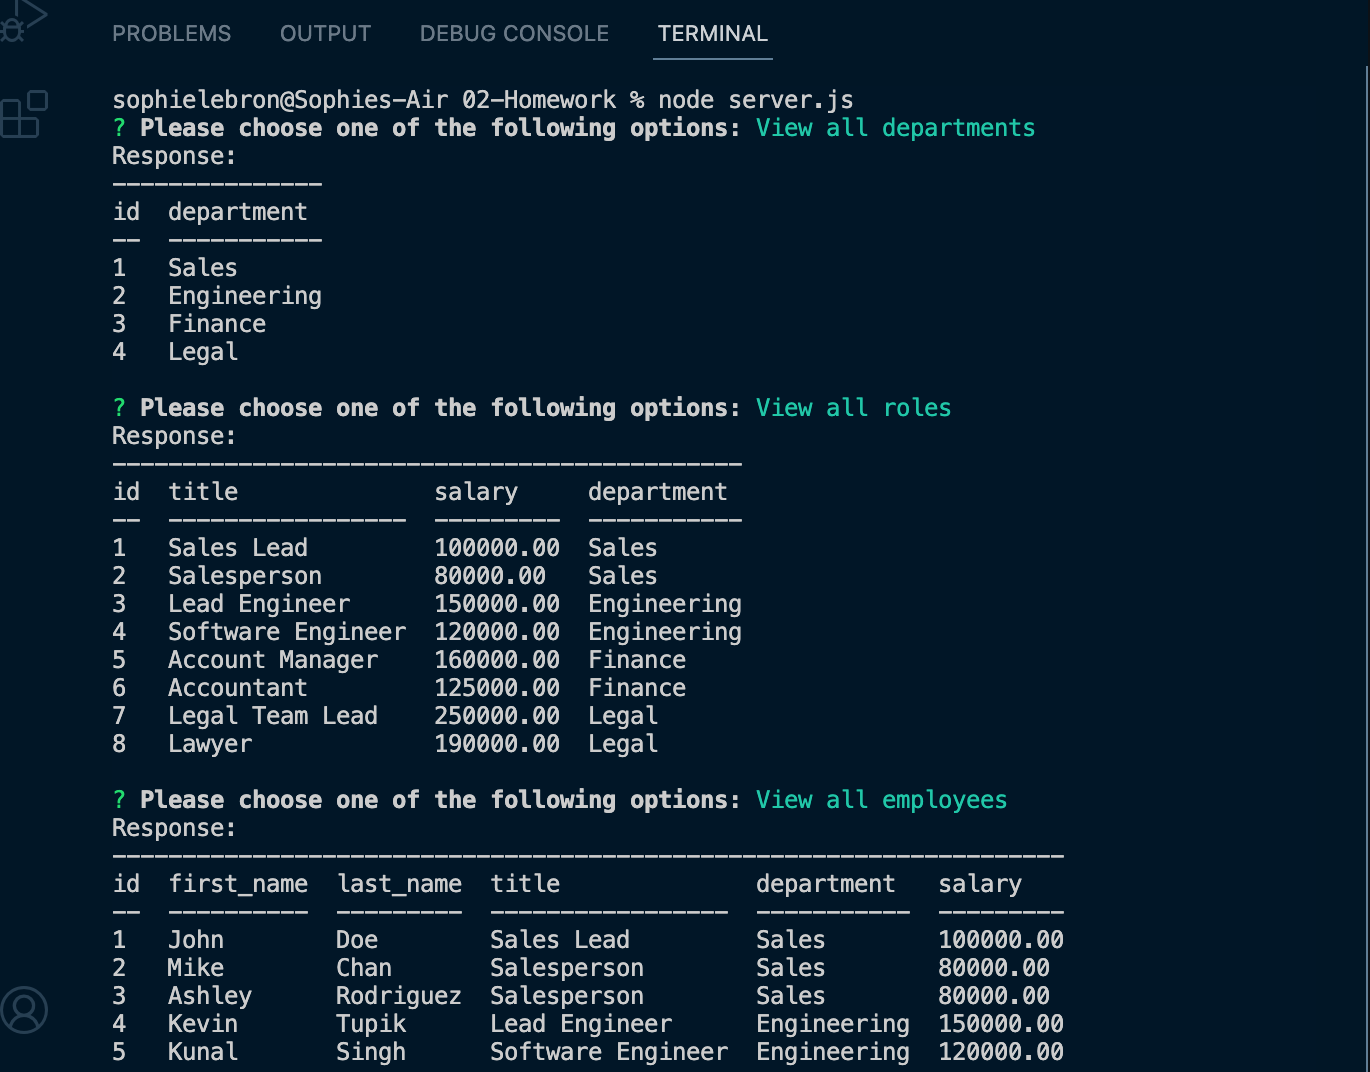 PROBLEMS OUTPUT DEBUG CONSOLE TERMINAL
sophielebron@Sophies-Air 02-Homework % node server.js
? Please choose one of the following options: View all departments
Response:
---------------
id  department
--  -----------
1   Sales
2   Engineering
3   Finance
4   Legal
? Please choose one of the following options: View all roles
Response:
---------------------------------------------
id  title              salary     department
--  -----------------  ---------  -----------
1   Sales Lead         100000.00  Sales
2   Salesperson        80000.00   Sales
3   Lead Engineer      150000.00  Engineering
4   Software Engineer  120000.00  Engineering
5   Account Manager    160000.00  Finance
6   Accountant         125000.00  Finance
7   Legal Team Lead    250000.00  Legal
8   Lawyer             190000.00  Legal
? Please choose one of the following options: View all employees
Response:
--------------------------------------------------------------------
id  first_name  last_name  title              department   salary
--  ----------  ---------  -----------------  -----------  ---------
1   John        Doe        Sales Lead         Sales        100000.00
2   Mike        Chan       Salesperson        Sales        80000.00
3   Ashley      Rodriguez  Salesperson        Sales        80000.00
4   Kevin       Tupik      Lead Engineer      Engineering  150000.00
5   Kunal       Singh      Software Engineer  Engineering  120000.00